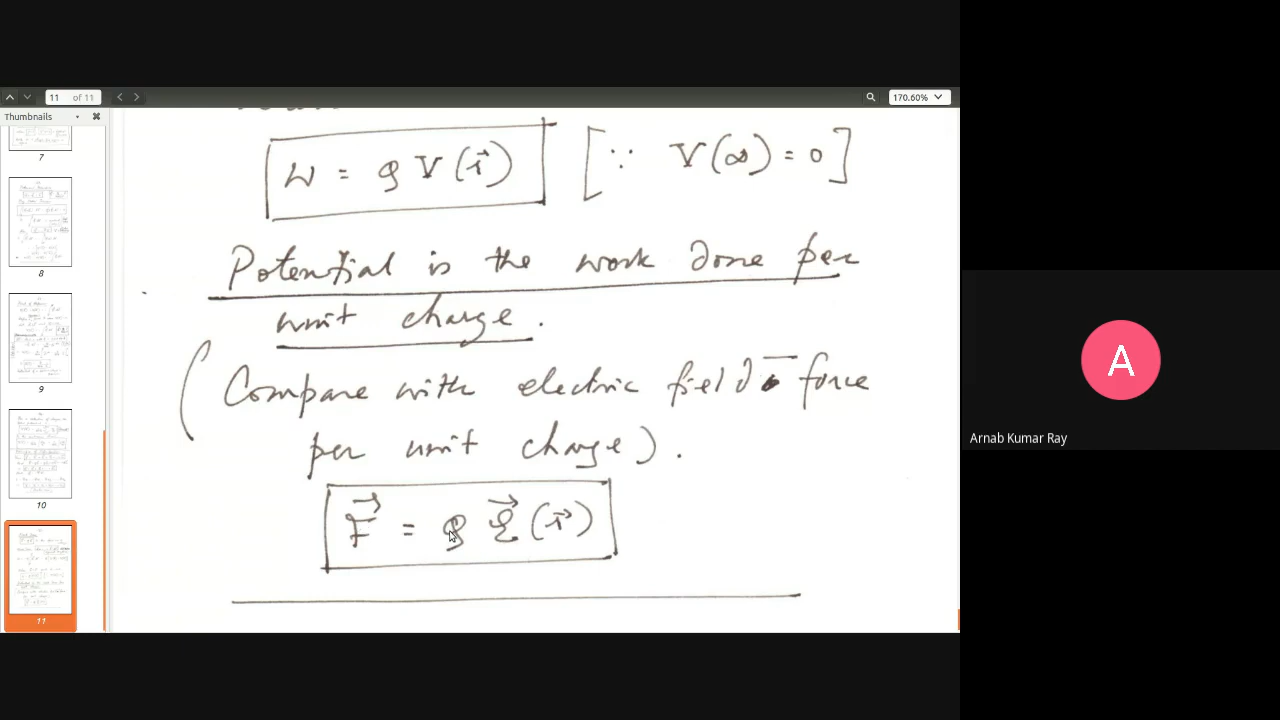 11 of 11
170.60%
Thumbnails
7
8
9
10
11
W = Q V(r⃗) [∵ V(∞) = 0]
Potential is the work done per
unit charge.
(Compare with electric field - force
per unit charge).
F⃗ = Q E⃗ (r⃗)
A
Arnab Kumar Ray